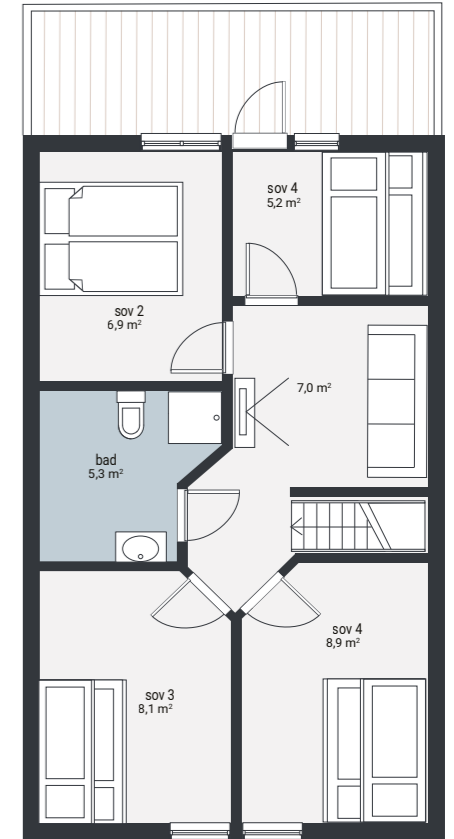 sov 4
5,2 m²
sov 2
6,9 m²
7,0 m²
bad
5,3 m²
sov 4
8,9 m²
sov 3
8,1 m²